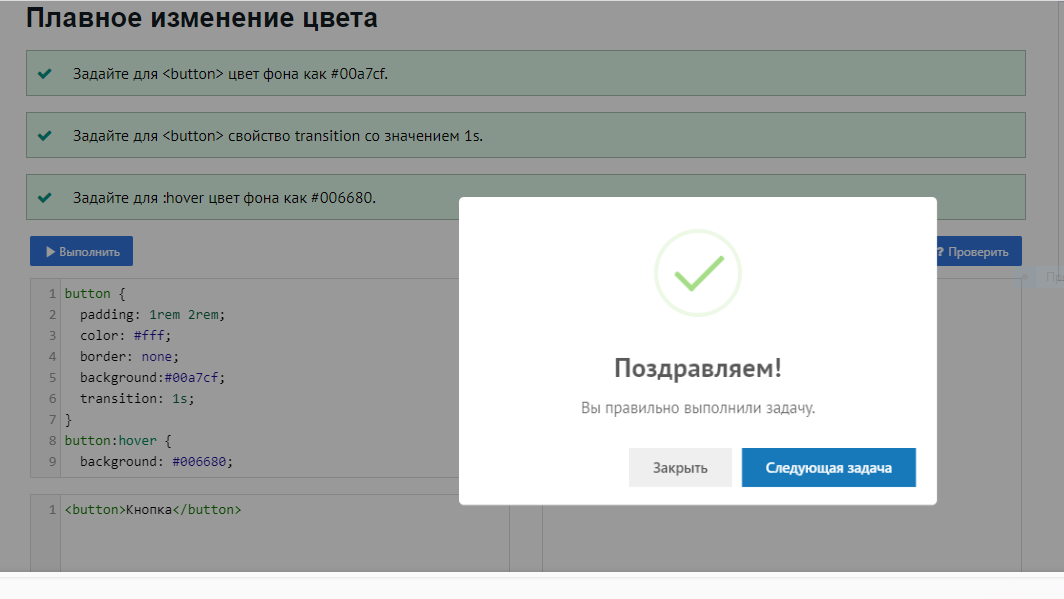 Плавное изменение цвета
Задайте для <button> цвет фона как #00a7cf.
Задайте для <button> свойство transition со значением 1s.
Задайте для :hover цвет фона как #006680.
Выполнить
? Проверить
1 button {
2 padding: 1rem 2rem;
3 color: #fff;
4 border: none;
5 background:#00a7cf;
6 transition: 1s;
7 }
8 button:hover {
9 background: #006680;
1 <button>Кнопка</button>
Поздравляем!
Вы правильно выполнили задачу.
Закрыть
Следующая задача